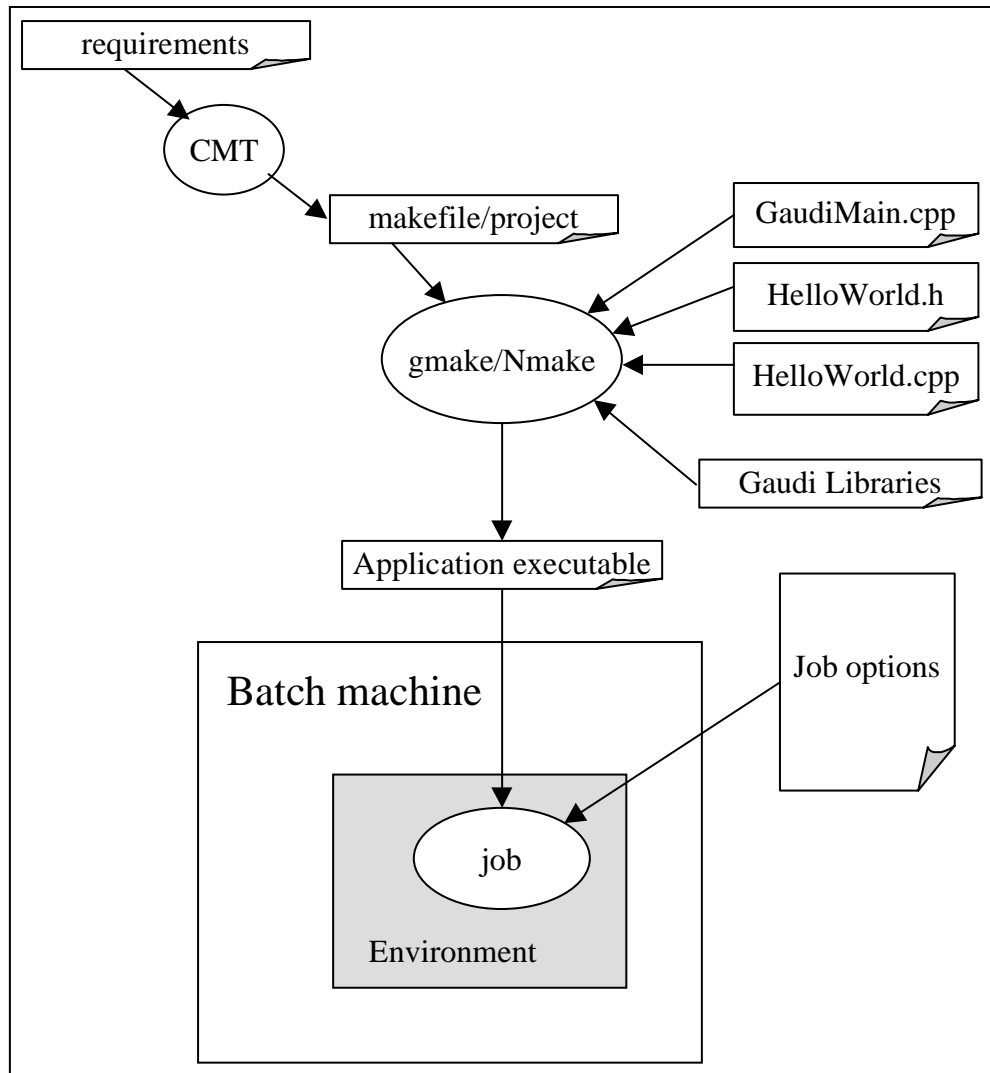 requirements
CMT
makefile/project
GaudiMain.cpp
HelloWorld.h
gmake/Nmake
HelloWorld.cpp
Gaudi Libraries
Application executable
Job options
Batch machine
job
Environment